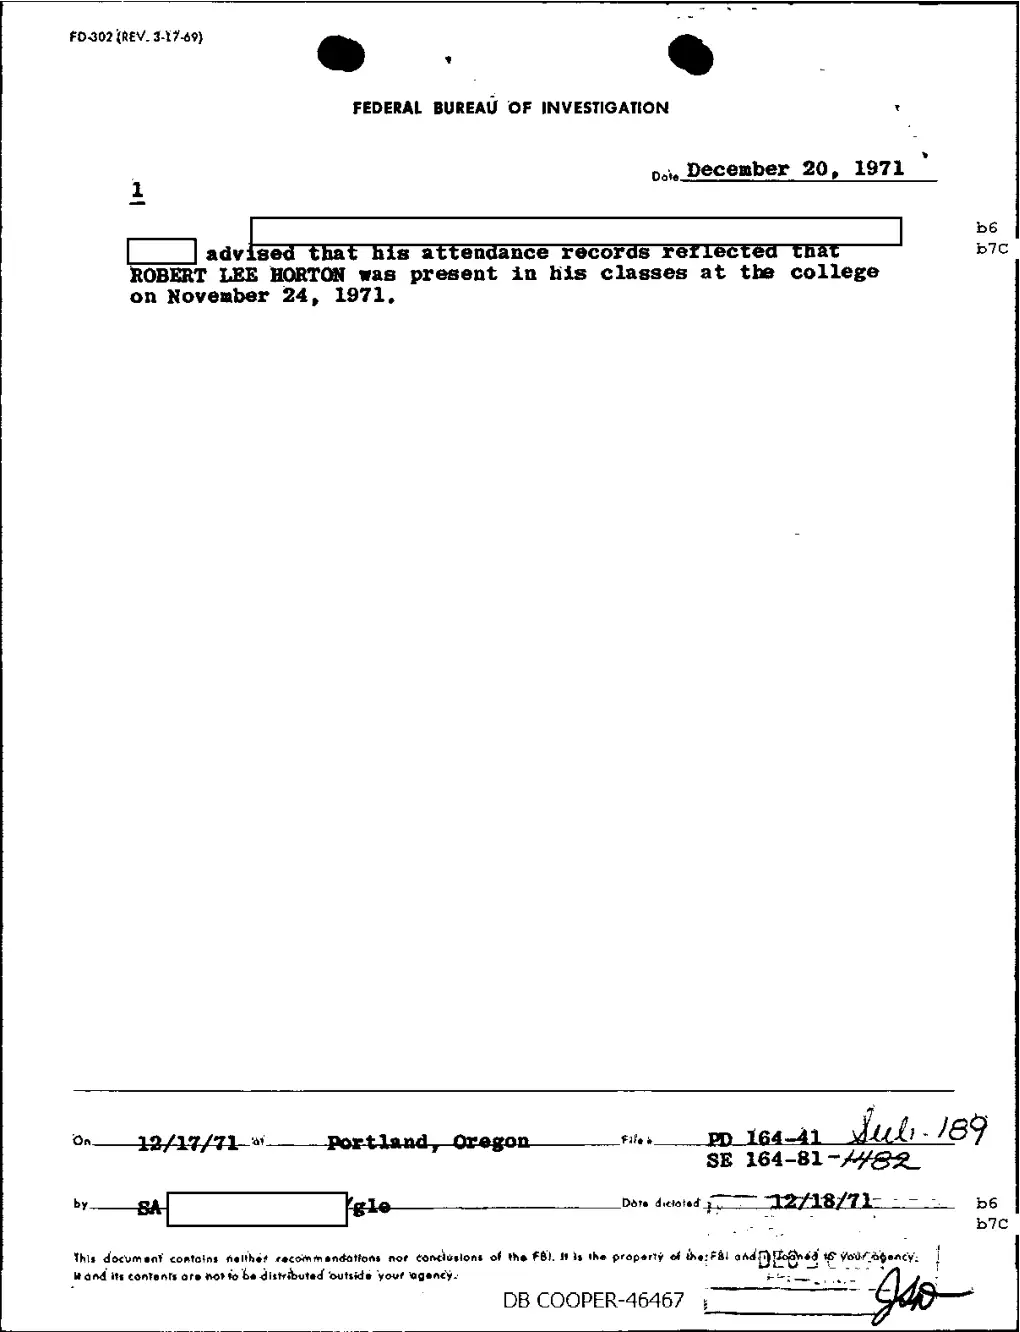 FD-302 (REV. 3-17-69)
FEDERAL BUREAU OF INVESTIGATION
Date December 20, 1971
1
b6
advised that his attendance records reflected that b7C
ROBERT LEE HORTON was present in his classes at the college
on November 24, 1971.
On 12/17/71 at Portland, Oregon File # PD 164-41 Sub-189
SE 164-81-1482
by SA /gle Date dictated 12/18/71 b6
b7C
This document contains neither recommendations nor conclusions of the FBI. It is the property of the FBI and is loaned to your agency;
it and its contents are not to be distributed outside your agency.
DB COOPER-46467